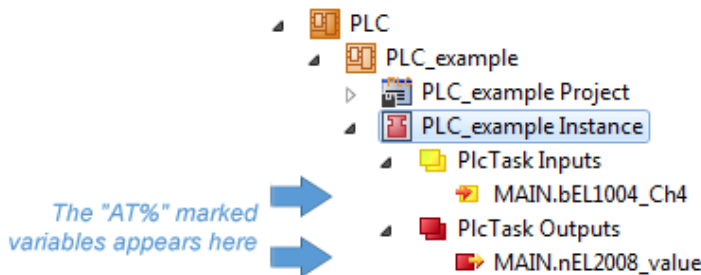 PLC
PLC_example
PLC_example Project
PLC_example Instance
PlcTask Inputs
MAIN.bEL1004_Ch4
The "AT%" marked
variables appears here
PlcTask Outputs
MAIN.nEL2008_value